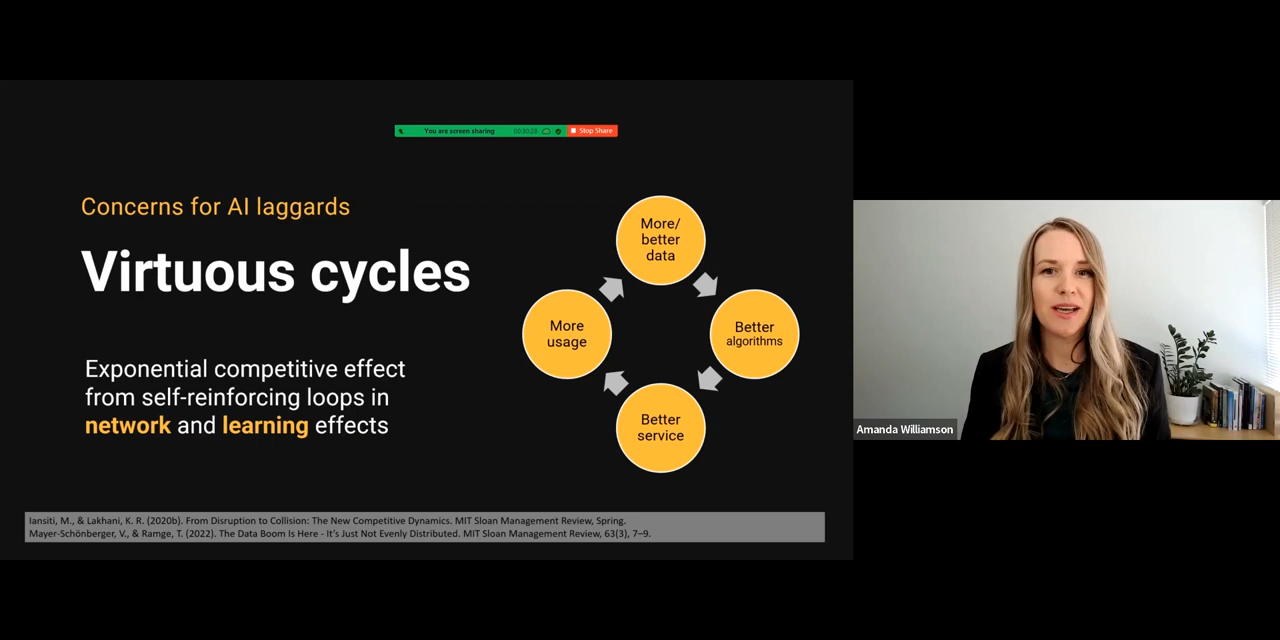 You are screen sharing 00:30:28 Stop Share
Concerns for AI laggards
Virtuous cycles
Exponential competitive effect
from self-reinforcing loops in
network and learning effects
More/
better
data
Better
algorithms
Better
service
More
usage
Amanda Williamson
Iansiti, M., & Lakhani, K. R. (2020b). From Disruption to Collision: The New Competitive Dynamics. MIT Sloan Management Review, Spring.
Mayer-Schönberger, V., & Ramge, T. (2022). The Data Boom Is Here - It's Just Not Evenly Distributed. MIT Sloan Management Review, 63(3), 7–9.